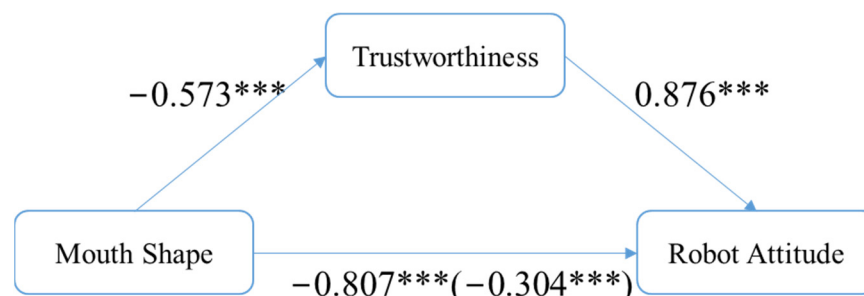 Trustworthiness
−0.573***
0.876***
Mouth Shape
Robot Attitude
−0.807***(−0.304***)